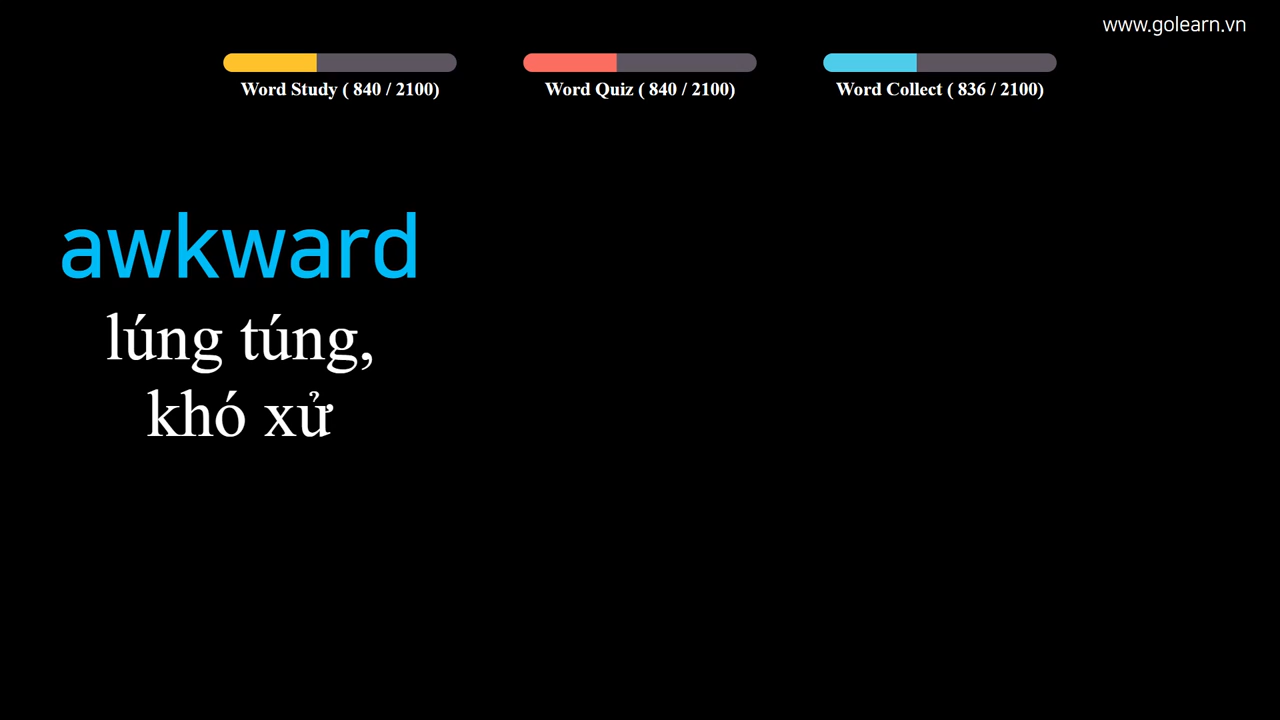 www.golearn.vn
Word Study ( 840 / 2100)
Word Quiz ( 840 / 2100)
Word Collect ( 836 / 2100)
awkward
lúng túng,
khó xử